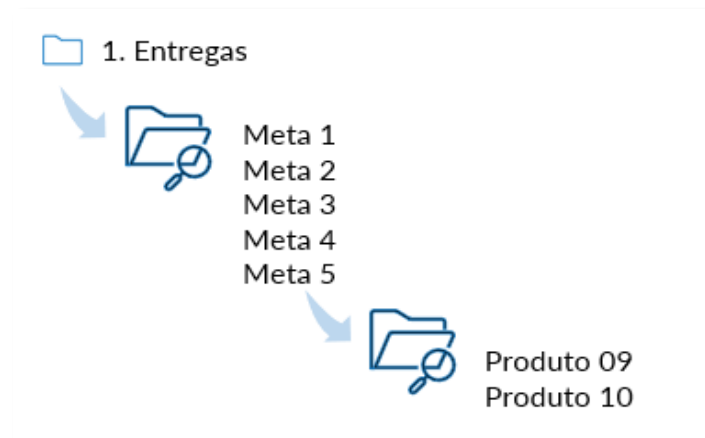 1. Entregas
Meta 1
Meta 2
Meta 3
Meta 4
Meta 5
Produto 09
Produto 10